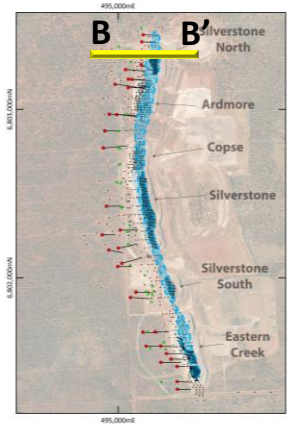 495,000mE
B B'
Silverstone
North
6,803,000mN
Ardmore
Copse
Silverstone
6,802,000mN
Silverstone
South
Eastern
Creek
495,000mE